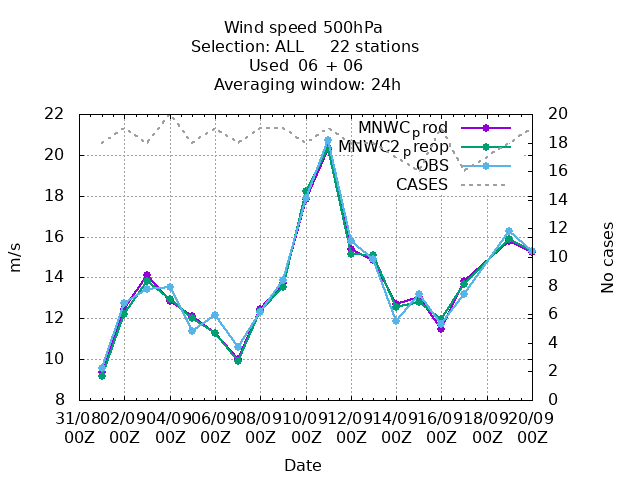 Wind speed 500hPa
Selection: ALL 22 stations
Used 06 + 06
Averaging window: 24h
MNWCprod
MNWC2preop
OBS
CASES
m/s
22
20
18
16
14
12
10
8
No cases
20
18
16
14
12
10
8
6
4
2
0
31/08 02/09 04/09 06/09 08/09 10/09 12/09 14/09 16/09 18/09 20/09
00Z 00Z 00Z 00Z 00Z 00Z 00Z 00Z 00Z 00Z 00Z
Date